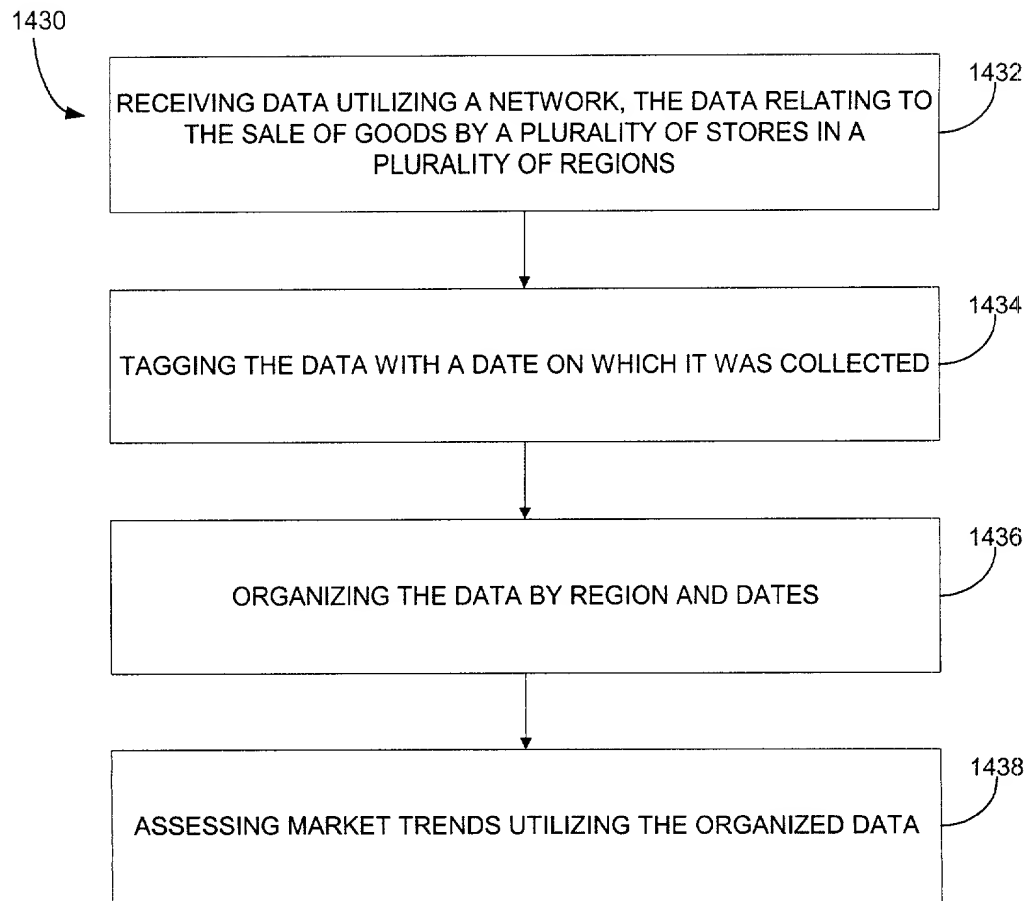 1430
1432
RECEIVING DATA UTILIZING A NETWORK, THE DATA RELATING TO
THE SALE OF GOODS BY A PLURALITY OF STORES IN A
PLURALITY OF REGIONS
1434
TAGGING THE DATA WITH A DATE ON WHICH IT WAS COLLECTED
1436
ORGANIZING THE DATA BY REGION AND DATES
1438
ASSESSING MARKET TRENDS UTILIZING THE ORGANIZED DATA